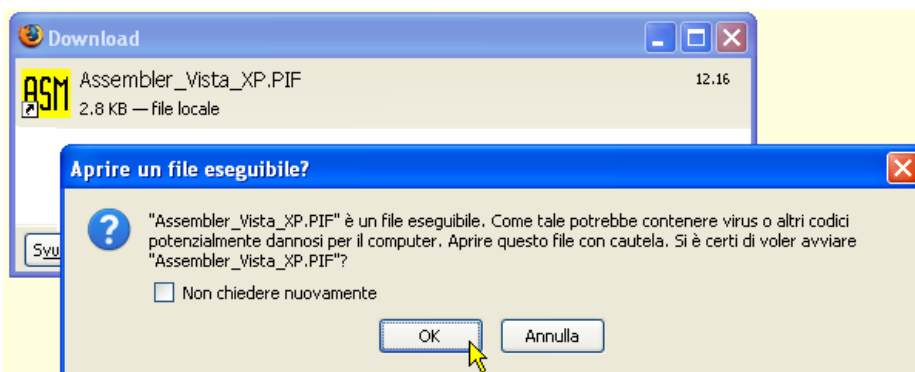 Download
ASM
Assembler_Vista_XP.PIF
12.16
2.8 KB — file locale
Aprire un file eseguibile?
"Assembler_Vista_XP.PIF" è un file eseguibile. Come tale potrebbe contenere virus o altri codici
potenzialmente dannosi per il computer. Aprire questo file con cautela. Si è certi di voler avviare
"Assembler_Vista_XP.PIF"?
Non chiedere nuovamente
OK
Annulla